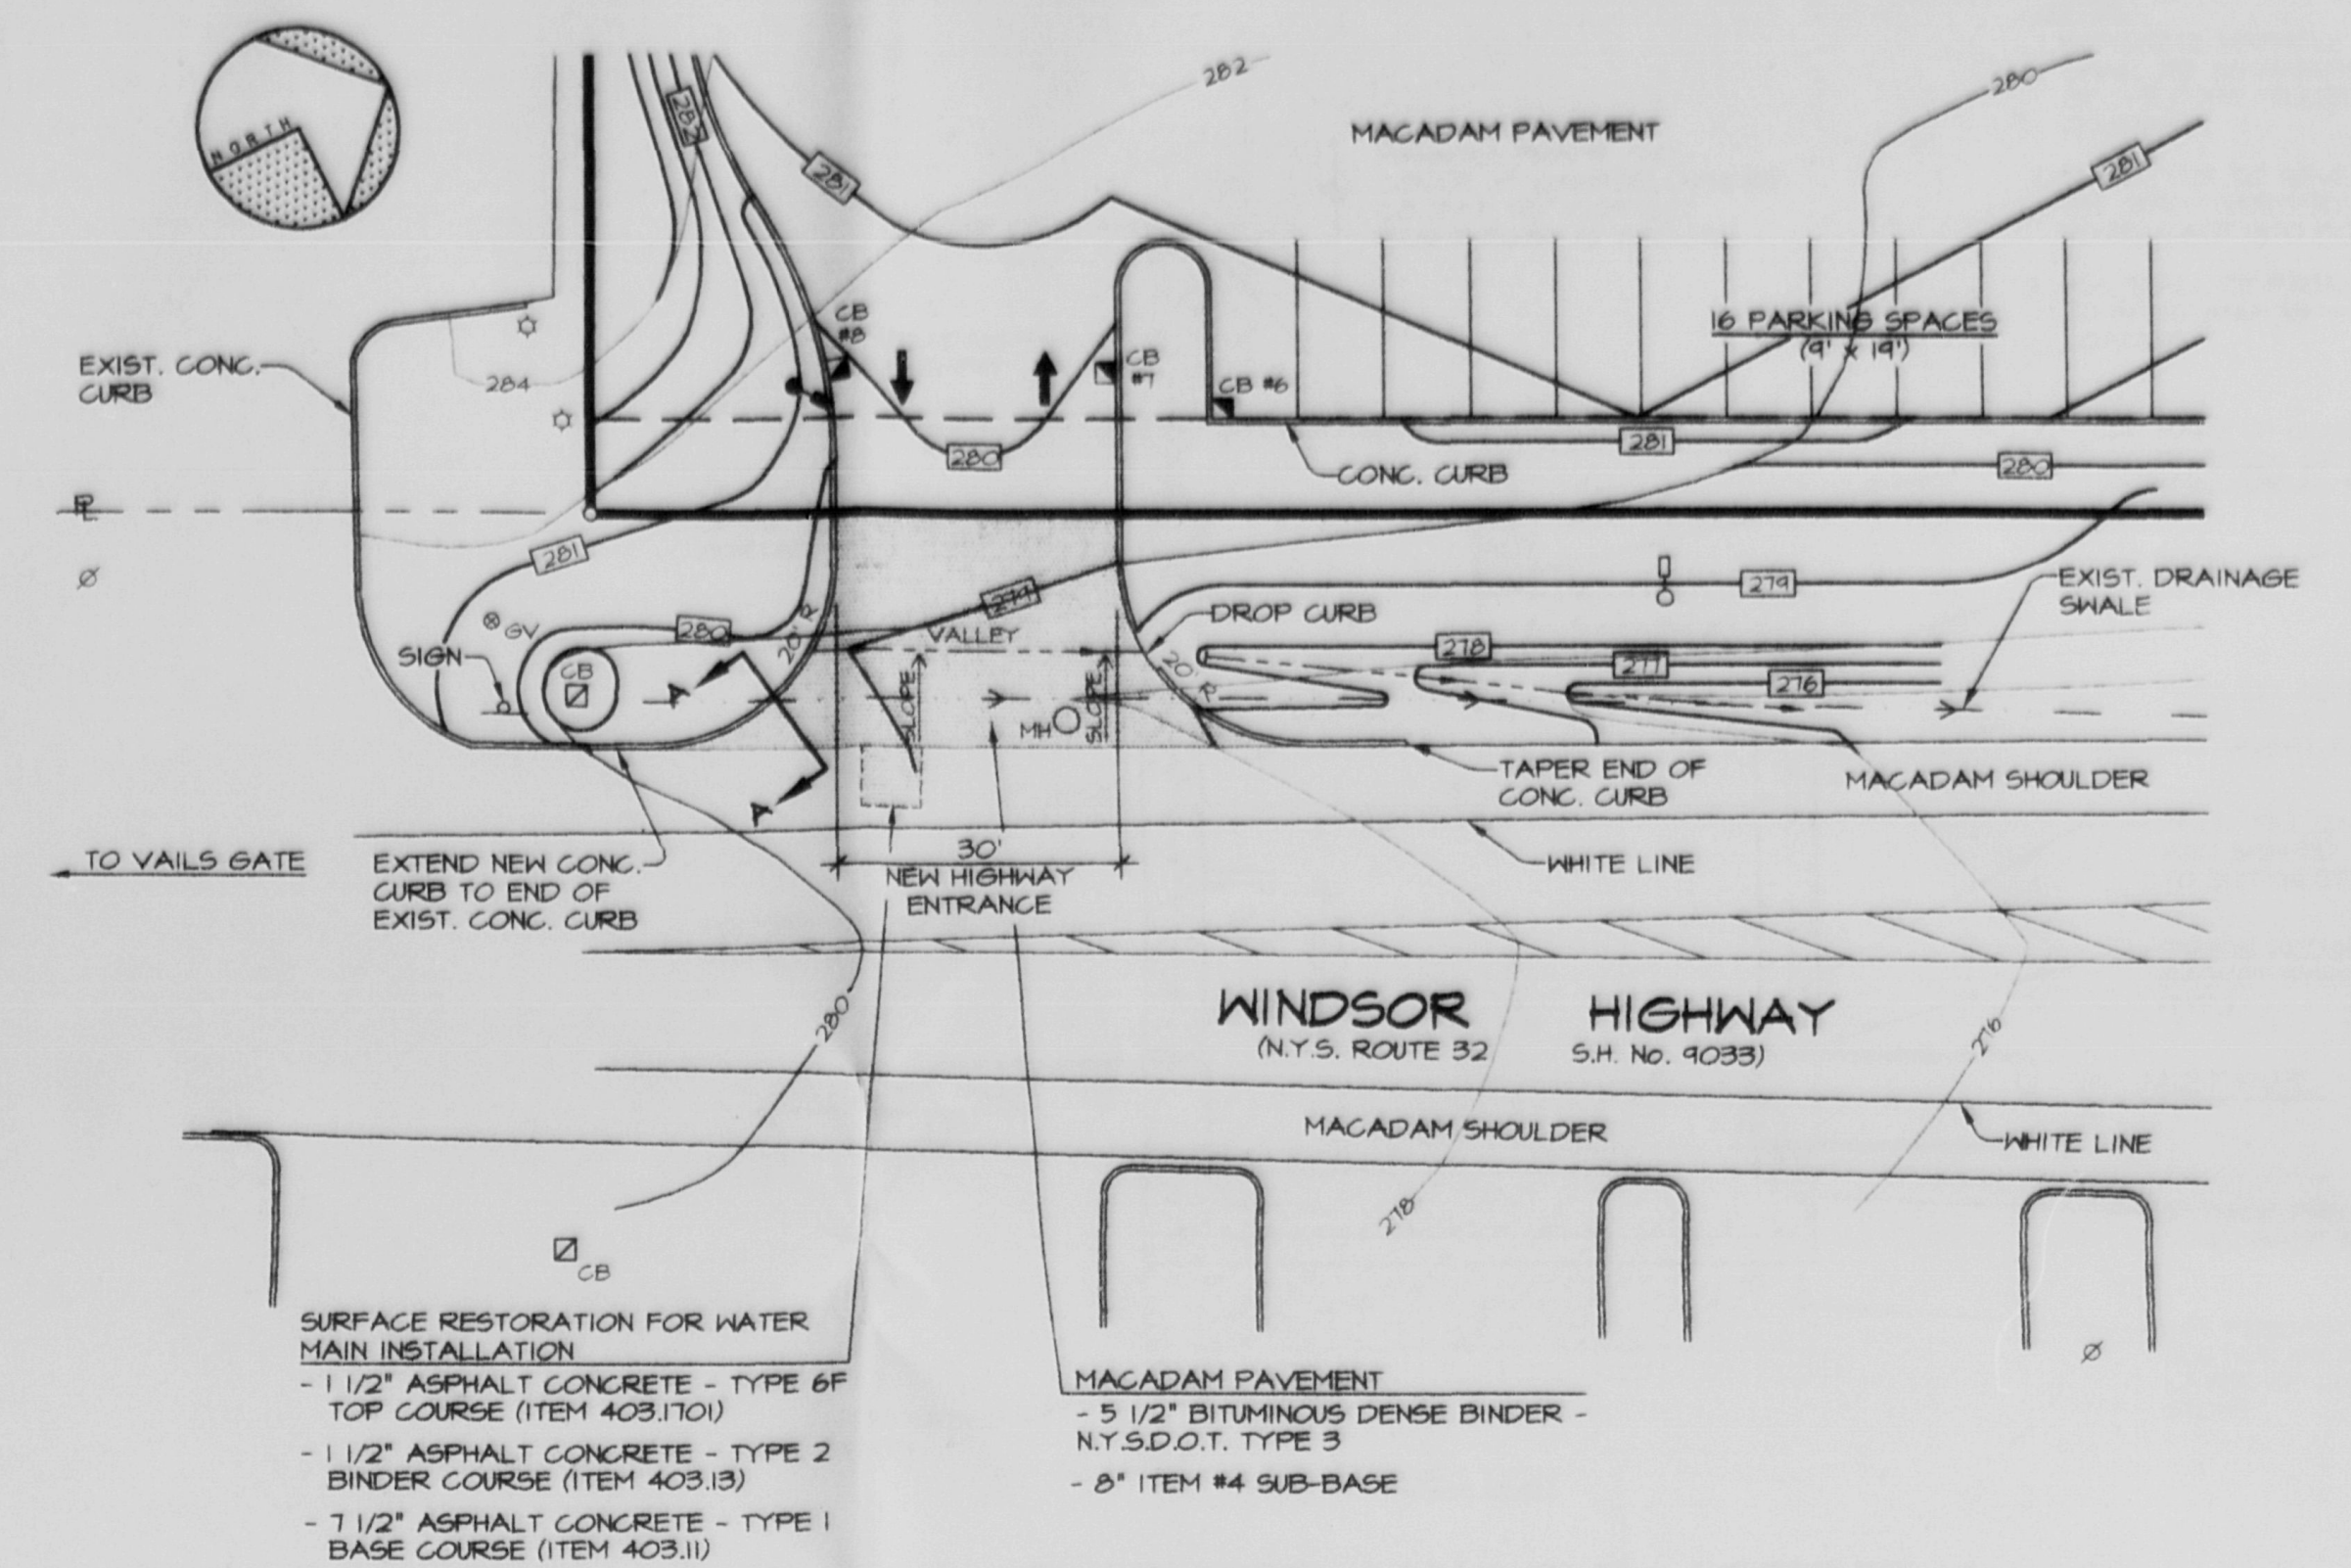 NORTH
282
282
280
MACADAM PAVEMENT
281
281
CB
#8
16 PARKING SPACES
(9' x 19')
EXIST. CONC.
CURB
284
CB
#7
CB #6
281
280
280
CONC. CURB
PL
281
279
279
EXIST. DRAINAGE
SWALE
DROP CURB
GV
280
20' R
VALLEY
278
SIGN
CB
A
SLOPE
SLOPE
20' R
277
276
MH
TAPER END OF
CONC. CURB
MACADAM SHOULDER
A
30'
WHITE LINE
TO VAILS GATE
EXTEND NEW CONC.
CURB TO END OF
EXIST. CONC. CURB
NEW HIGHWAY
ENTRANCE
280
WINDSOR HIGHWAY
(N.Y.S. ROUTE 32 S.H. No. 9033)
276
MACADAM SHOULDER
WHITE LINE
278
CB
SURFACE RESTORATION FOR WATER
MAIN INSTALLATION
- 1 1/2" ASPHALT CONCRETE - TYPE 6F
TOP COURSE (ITEM 403.1701)
- 1 1/2" ASPHALT CONCRETE - TYPE 2
BINDER COURSE (ITEM 403.13)
- 7 1/2" ASPHALT CONCRETE - TYPE 1
BASE COURSE (ITEM 403.11)
MACADAM PAVEMENT
- 5 1/2" BITUMINOUS DENSE BINDER -
N.Y.S.D.O.T. TYPE 3
- 8" ITEM #4 SUB-BASE